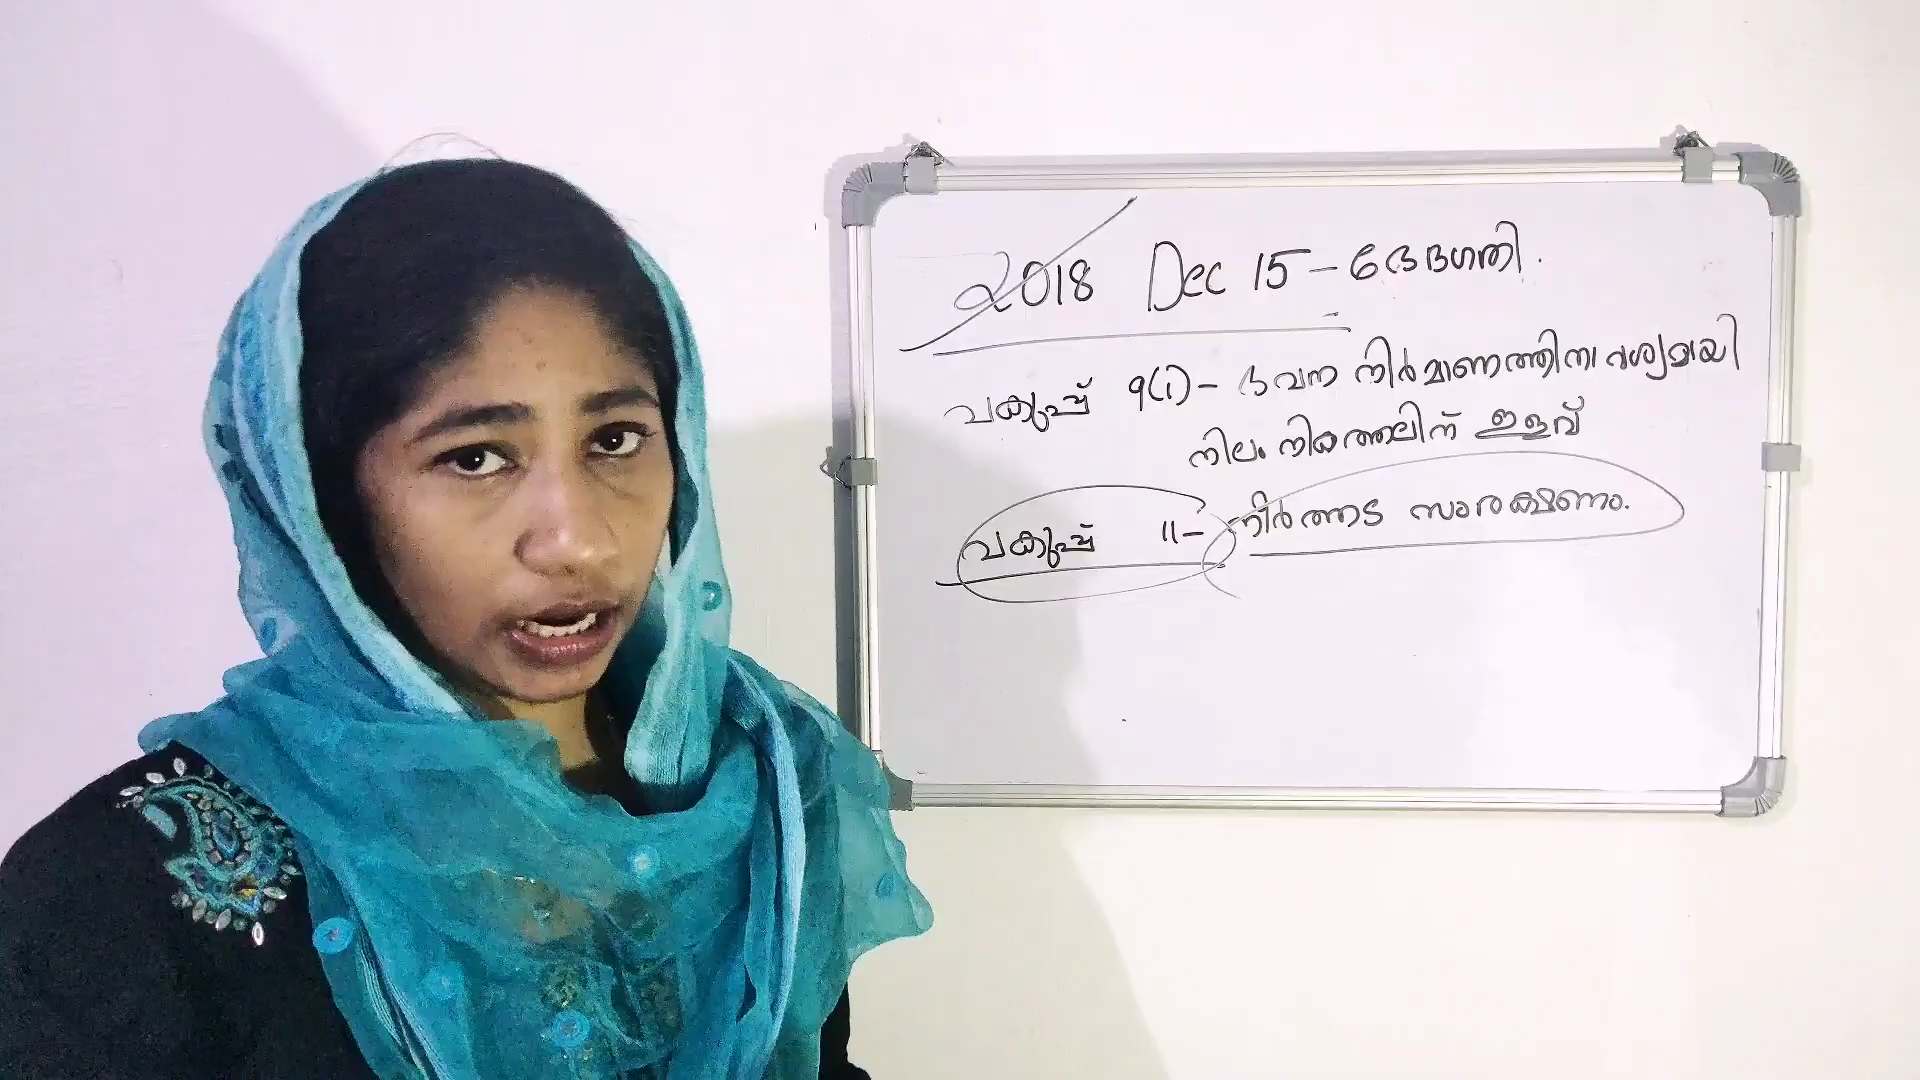 2018 Dec 15 - ഭേദഗതി.
വകുപ്പ് 9(i) - ഭവന നിർമാണത്തിനാവശ്യമായി
നിലം നികത്തലിന് ഇളവ്
വകുപ്പ് 11 - നീർത്തട സംരക്ഷണം.